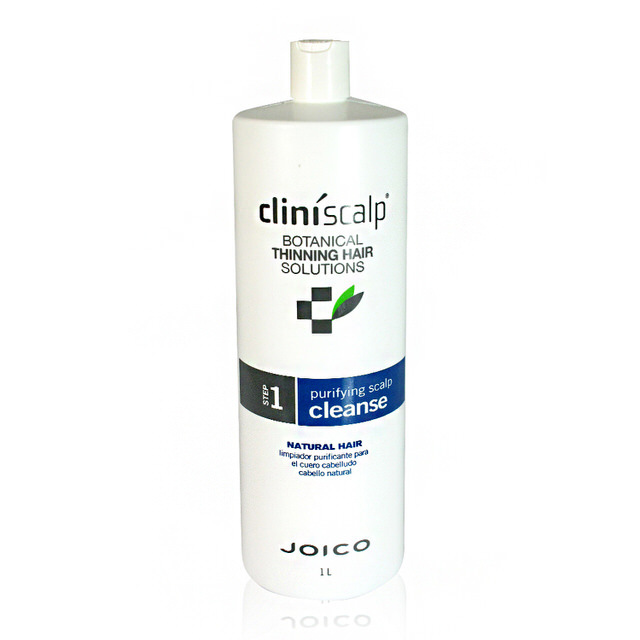 cliníscalp®
BOTANICAL
THINNING HAIR
SOLUTIONS
STEP 1
purifying scalp
cleanse
NATURAL HAIR
limpiador purificante para
el cuero cabelludo
cabello natural
JOICO
1 L